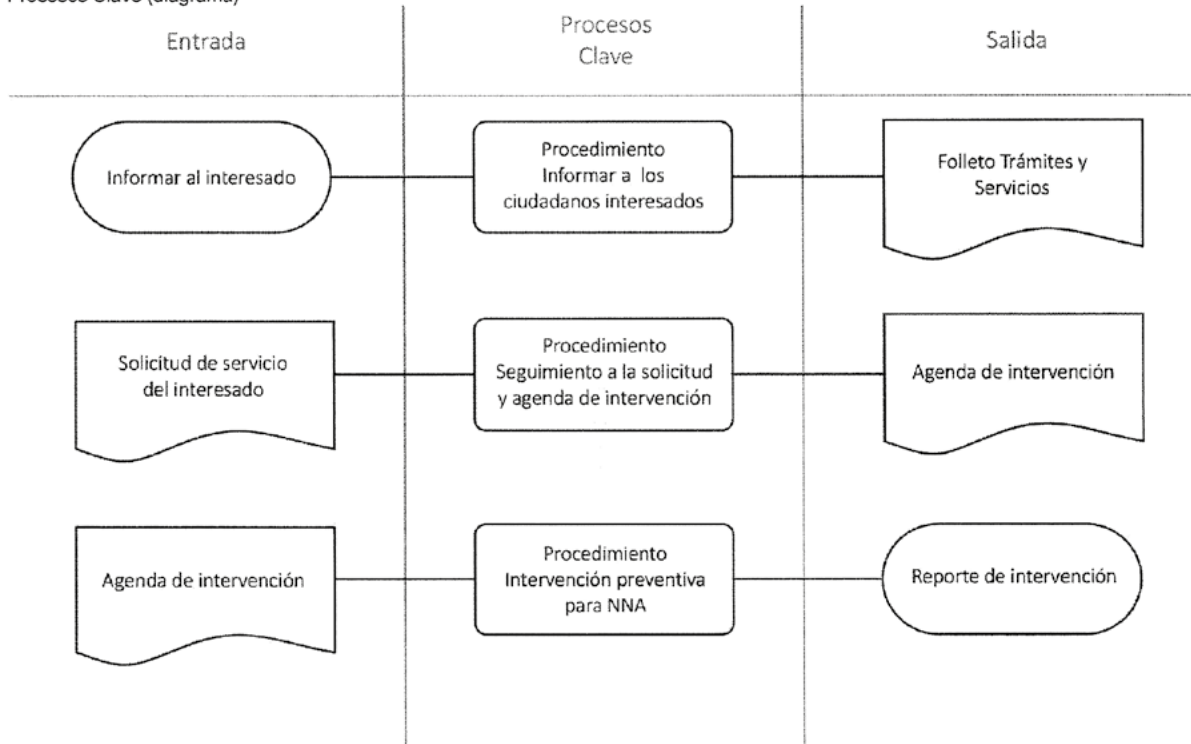 Procesos Clave (diagrama)
Entrada
Procesos
Clave
Salida
Informar al interesado
Procedimiento
Informar a los
ciudadanos interesados
Folleto Trámites y
Servicios
Solicitud de servicio
del interesado
Procedimiento
Seguimiento a la solicitud
y agenda de intervención
Agenda de intervención
Agenda de intervención
Procedimiento
Intervención preventiva
para NNA
Reporte de intervención